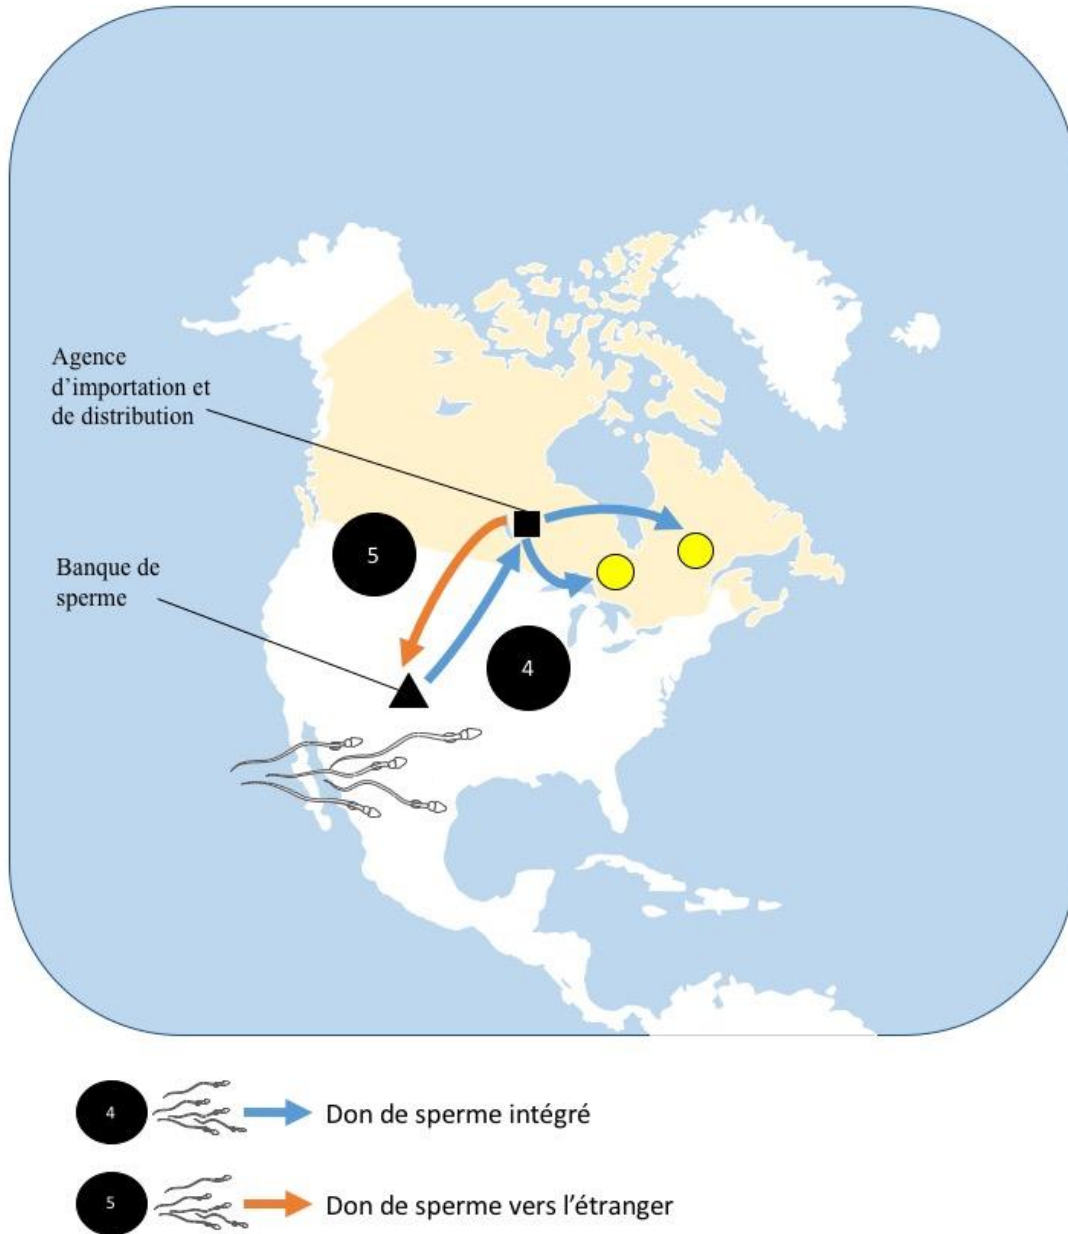 Agence
d’importation et
de distribution
5
Banque de
sperme
4
4 Don de sperme intégré
5 Don de sperme vers l’étranger